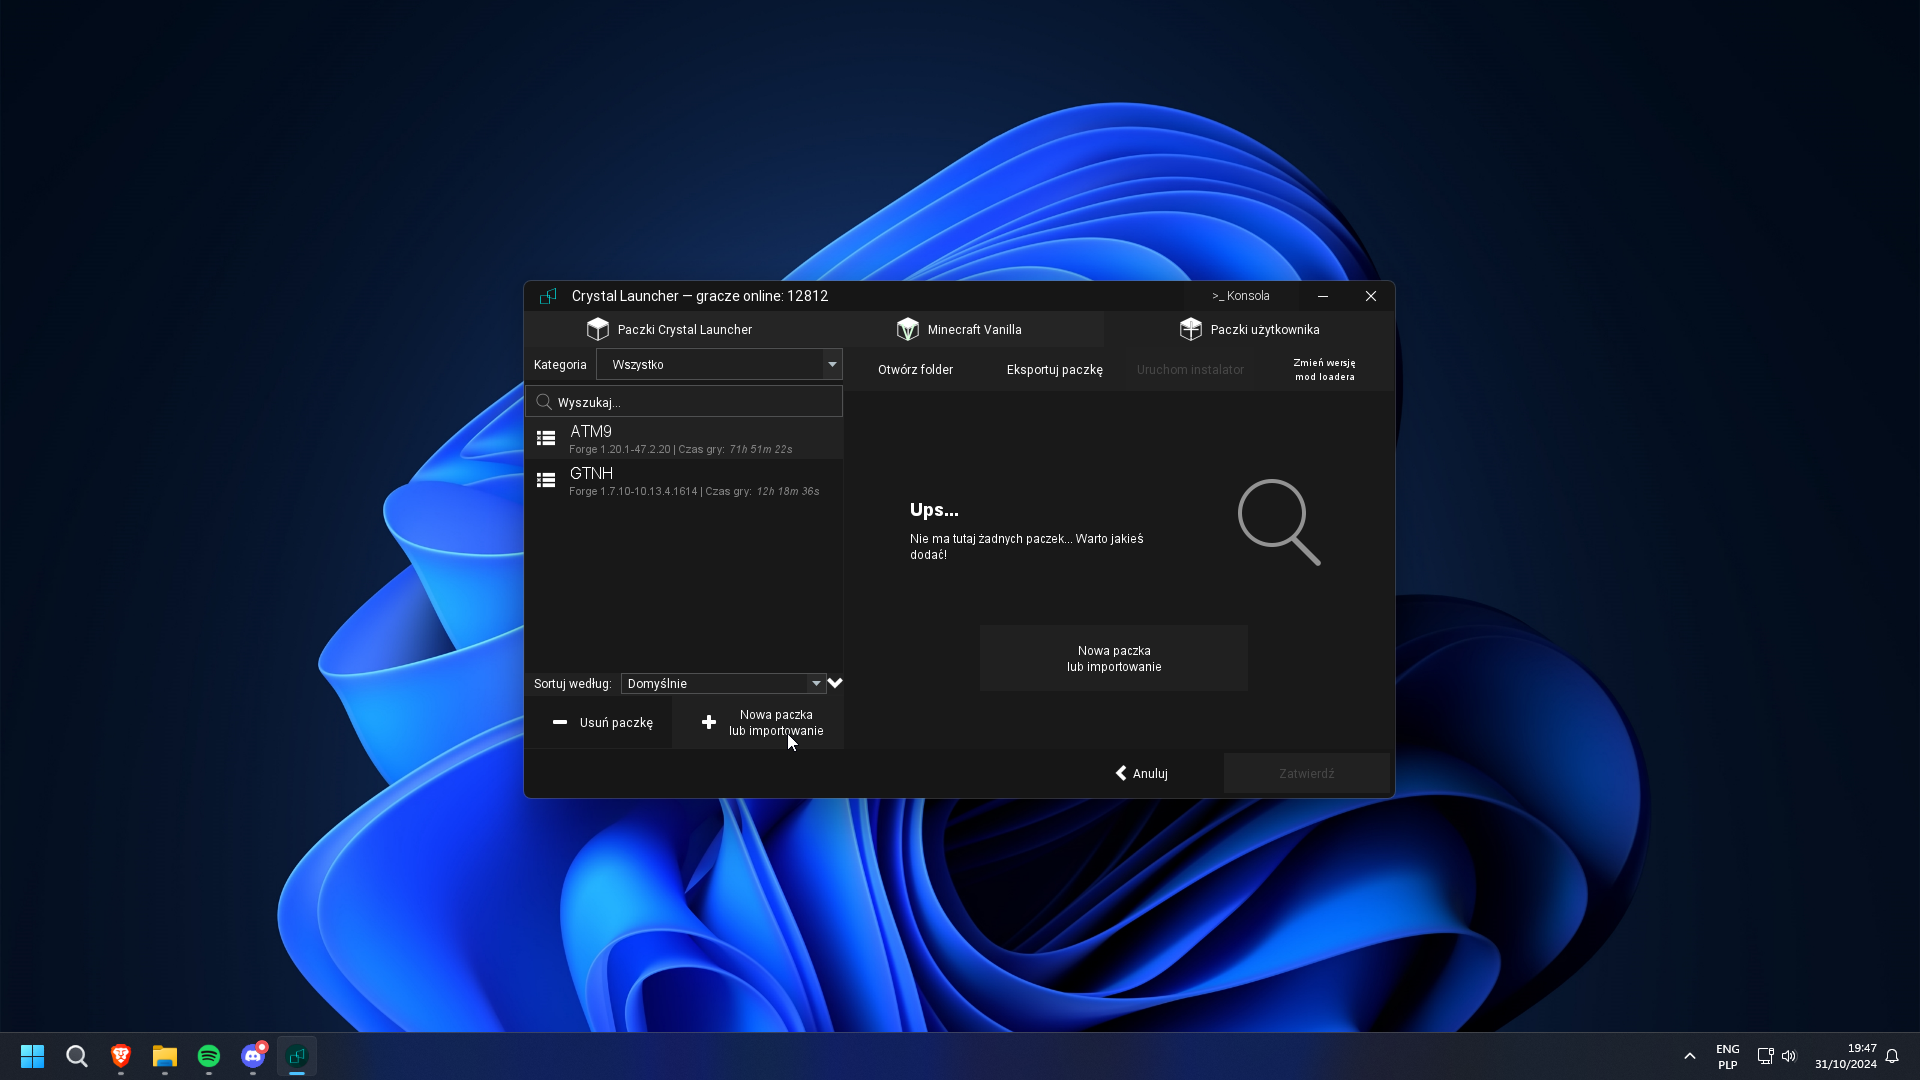 Crystal Launcher — gracze online: 12812
>_ Konsola
Paczki Crystal Launcher
Minecraft Vanilla
Paczki użytkownika
Kategoria
Wszystko
Otwórz folder
Eksportuj paczkę
Uruchom instalator
Zmień wersję
mod loadera
Wyszukaj...
ATM9
Forge 1.20.1-47.2.20 | Czas gry: 71h 51m 22s
GTNH
Forge 1.7.10-10.13.4.1614 | Czas gry: 12h 18m 36s
Ups...
Nie ma tutaj żadnych paczek... Warto jakieś
dodać!
Nowa paczka
lub importowanie
Sortuj według:
Domyślnie
Usuń paczkę
Nowa paczka
lub importowanie
Anuluj
Zatwierdź
ENG
PLP
19:47
31/10/2024